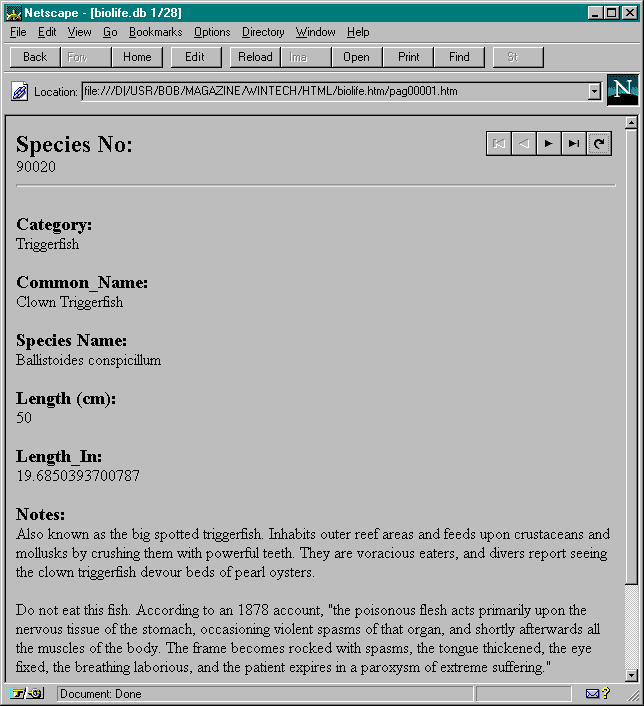 Netscape - [biolife.db 1/28]
File Edit View Go Bookmarks Options Directory Window Help
Back Forw Home Edit Reload Ima Open Print Find St
Location: file:///D|/USR/BOB/MAGAZINE/WINTECH/HTML/biolife.htm/pag00001.htm
N
Species No:
90020
Category:
Triggerfish
Common_Name:
Clown Triggerfish
Species Name:
Ballistoides conspicillum
Length (cm):
50
Length_In:
19.6850393700787
Notes:
Also known as the big spotted triggerfish. Inhabits outer reef areas and feeds upon crustaceans and
mollusks by crushing them with powerful teeth. They are voracious eaters, and divers report seeing
the clown triggerfish devour beds of pearl oysters.
Do not eat this fish. According to an 1878 account, "the poisonous flesh acts primarily upon the
nervous tissue of the stomach, occasioning violent spasms of that organ, and shortly afterwards all
the muscles of the body. The frame becomes rocked with spasms, the tongue thickened, the eye
fixed, the breathing laborious, and the patient expires in a paroxysm of extreme suffering."
Document: Done
?